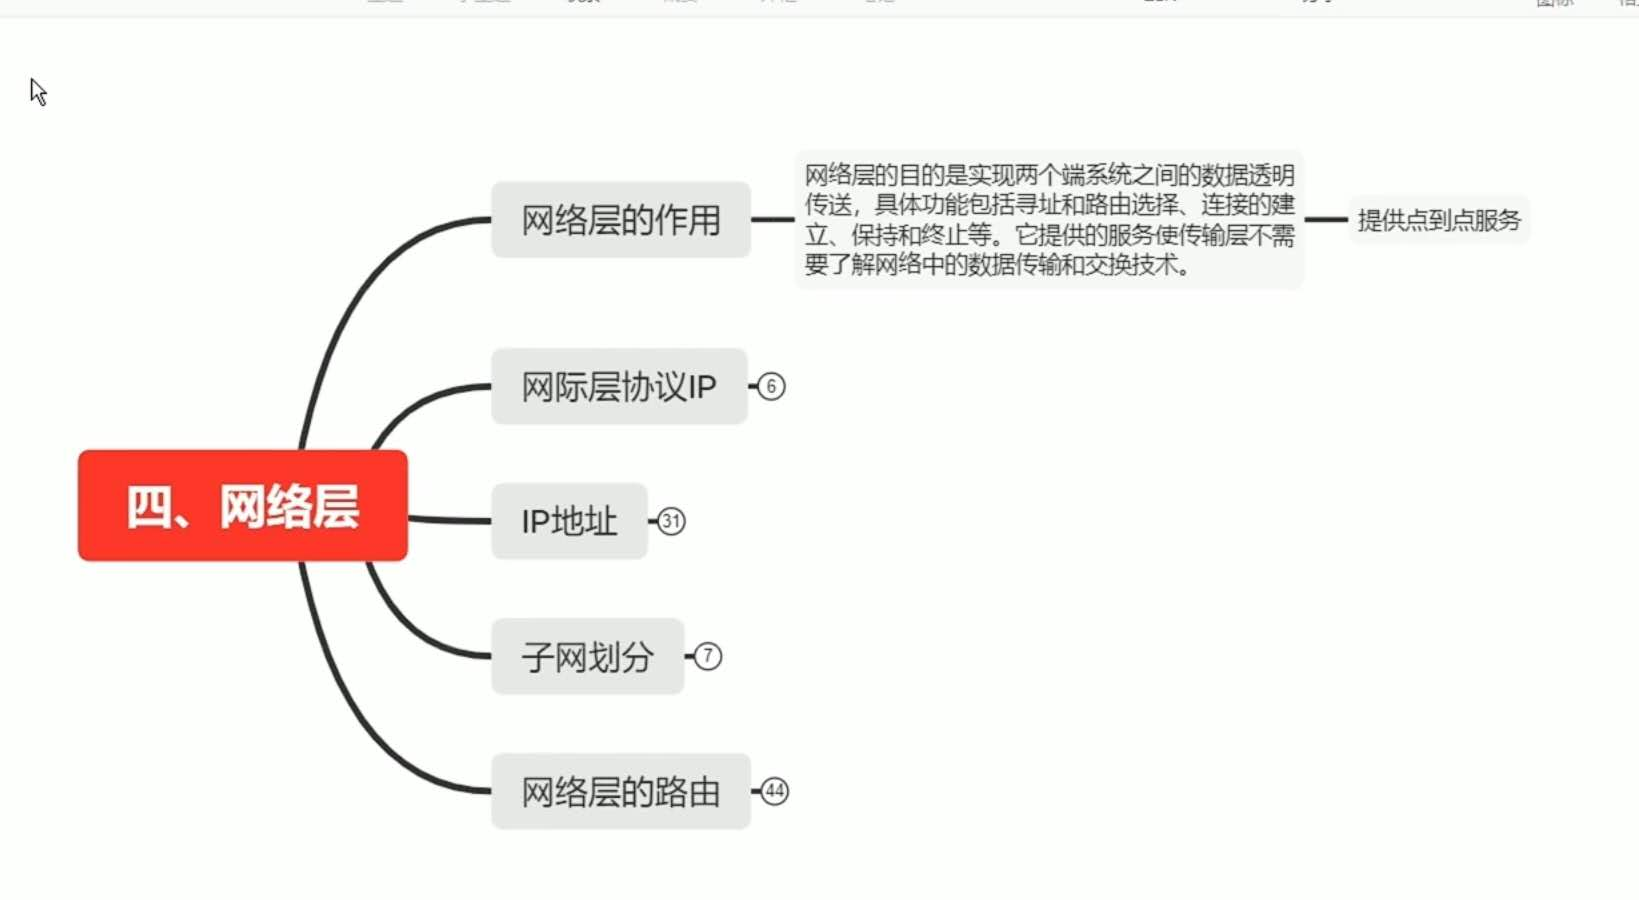 四、网络层
网络层的作用
网络层的目的是实现两个端系统之间的数据透明
传送，具体功能包括寻址和路由选择、连接的建
立、保持和终止等。它提供的服务使传输层不需
要了解网络中的数据传输和交换技术。
提供点到点服务
网际层协议IP
6
IP地址
31
子网划分
7
网络层的路由
44